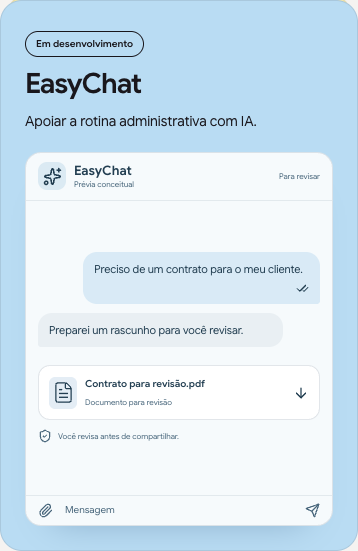 Em desenvolvimento
EasyChat
Apoiar a rotina administrativa com IA.
EasyChat
Prévia conceitual
Para revisar
Preciso de um contrato para o meu cliente.
Preparei um rascunho para você revisar.
Contrato para revisão.pdf
Documento para revisão
Você revisa antes de compartilhar.
Mensagem